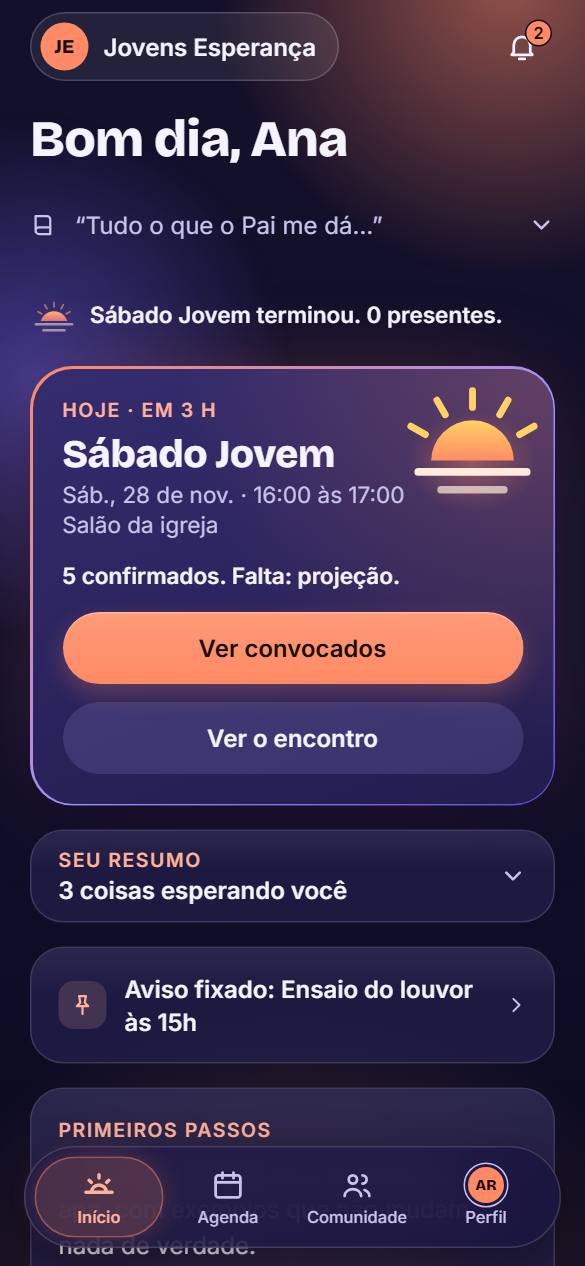 JE
Jovens Esperança
2
Bom dia, Ana
“Tudo o que o Pai me dá...”
Sábado Jovem terminou. 0 presentes.
HOJE · EM 3 H
Sábado Jovem
Sáb., 28 de nov. · 16:00 às 17:00
Salão da igreja
5 confirmados. Falta: projeção.
Ver convocados
Ver o encontro
SEU RESUMO
3 coisas esperando você
Aviso fixado: Ensaio do louvor
às 15h
PRIMEIROS PASSOS
AR
Início
Agenda
Comunidade
Perfil
nada de verdade.